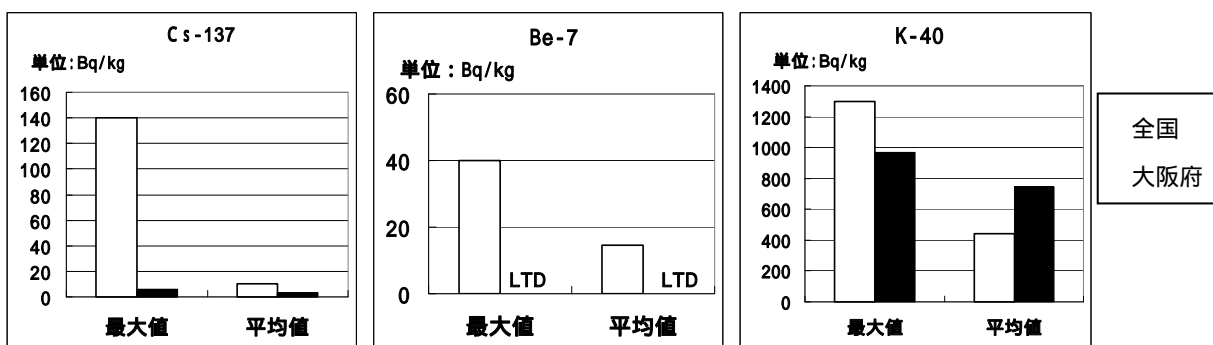 Cs-137
単位:Bq/kg
160
140
120
100
80
60
40
20
0
最大値 平均値
Be-7
単位:Bq/kg
60
40
20
0
LTD LTD
最大値 平均値
K-40
単位:Bq/kg
1400
1200
1000
800
600
400
200
0
最大値 平均値
全国
大阪府